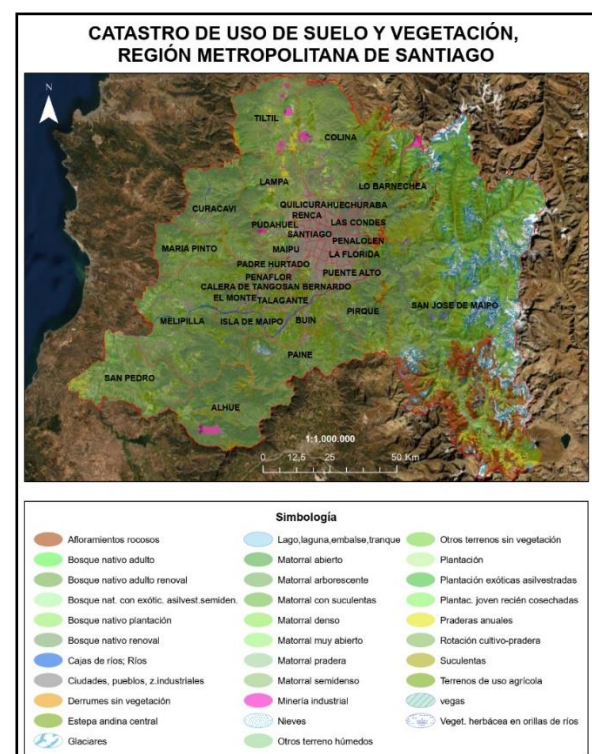 CATASTRO DE USO DE SUELO Y VEGETACIÓN,
REGIÓN METROPOLITANA DE SANTIAGO
N
TILTIL
COLINA
LAMPA
LO BARNECHEA
CURACAVI
QUILICURA
HUECHURABA
RENCA
PUDAHUEL
LAS CONDES
SANTIAGO
PENALOLEN
MARIA PINTO
MAIPU
LA FLORIDA
PADRE HURTADO
PENAFLOR
PUENTE ALTO
CALERA DE TANGO
SAN BERNARDO
EL MONTE
TALAGANTE
SAN JOSE DE MAIPO
MELIPILLA
ISLA DE MAIPO
BUIN
PIRQUE
PAINE
SAN PEDRO
ALHUE
1:1.000.000
0 12,5 25 50 Km
Simbología
Afloramientos rocosos
Bosque nativo adulto
Bosque nativo adulto renoval
Bosque nat. con exótic. asilvest.semiden.
Bosque nativo plantación
Bosque nativo renoval
Cajas de ríos; Ríos
Ciudades, pueblos, z.industriales
Derrumes sin vegetación
Estepa andina central
Glaciares
Lago,laguna,embalse,tranque
Matorral abierto
Matorral arborescente
Matorral con suculentas
Matorral denso
Matorral muy abierto
Matorral pradera
Matorral semidenso
Minería industrial
Nieves
Otros terreno húmedos
Otros terrenos sin vegetación
Plantación
Plantación exóticas asilvestradas
Plantac. joven recién cosechadas
Praderas anuales
Rotación cultivo-pradera
Suculentas
Terrenos de uso agrícola
vegas
Veget. herbácea en orillas de ríos